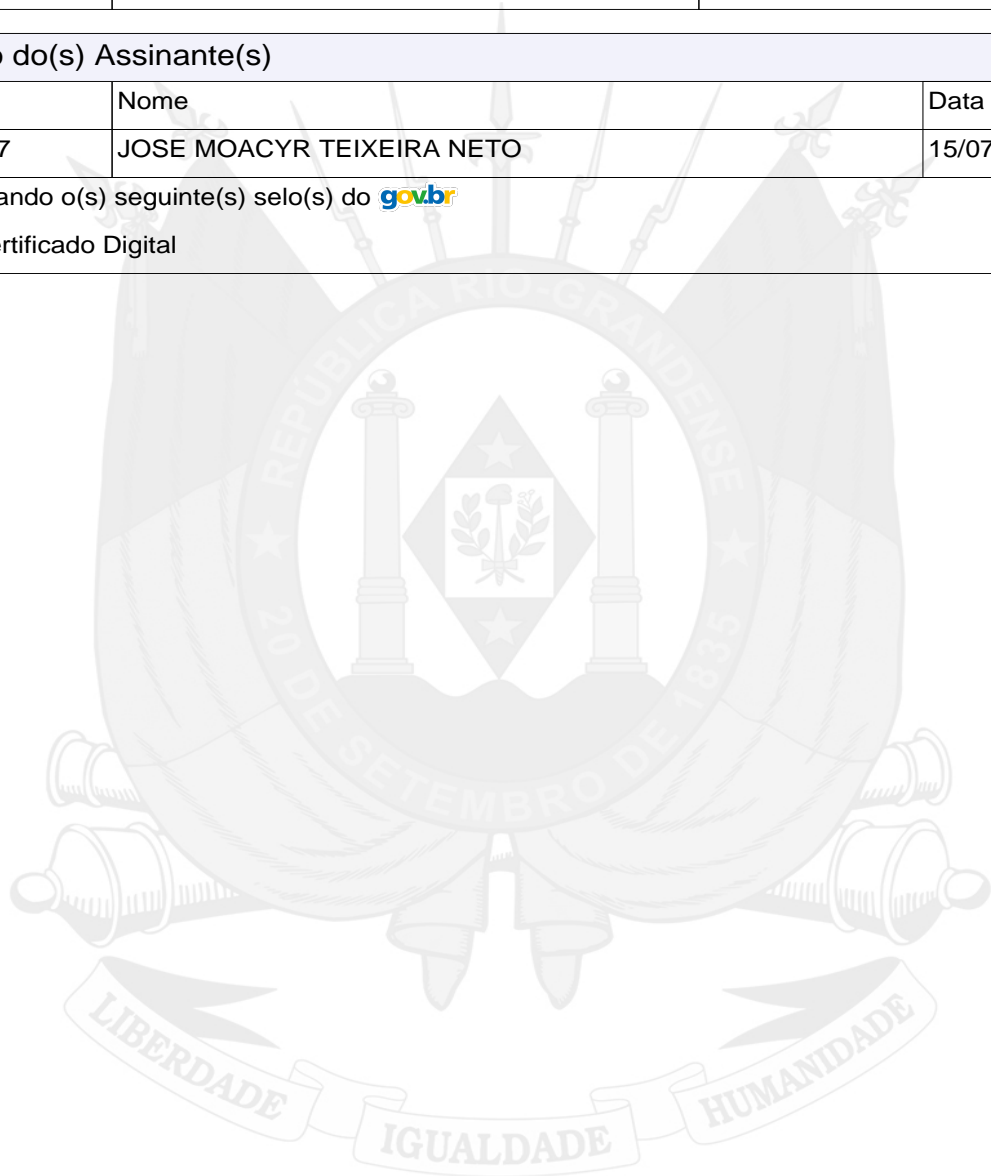 o do(s) Assinante(s)
Nome Data
7 JOSE MOACYR TEIXEIRA NETO 15/07
ando o(s) seguinte(s) selo(s) do gov.br
ertificado Digital
REPÚBLICA RIO-GRANDENSE
20 DE SETEMBRO DE 1835
LIBERDADE IGUALDADE HUMANIDADE